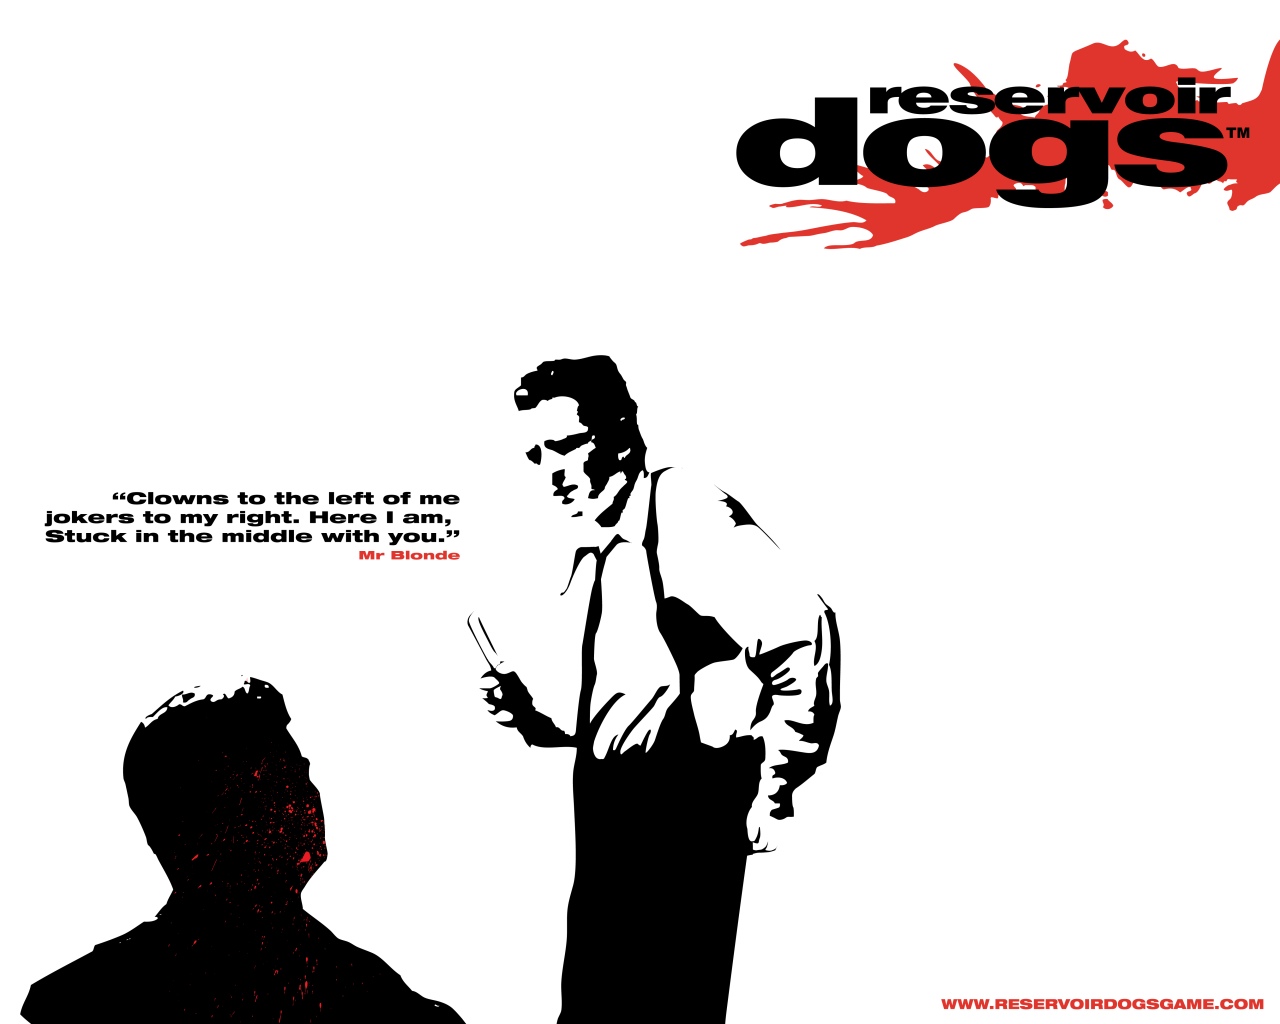 reservoir
dogs™
“Clowns to the left of me
jokers to my right. Here I am,
Stuck in the middle with you.”
Mr Blonde
WWW.RESERVOIRDOGSGAME.COM